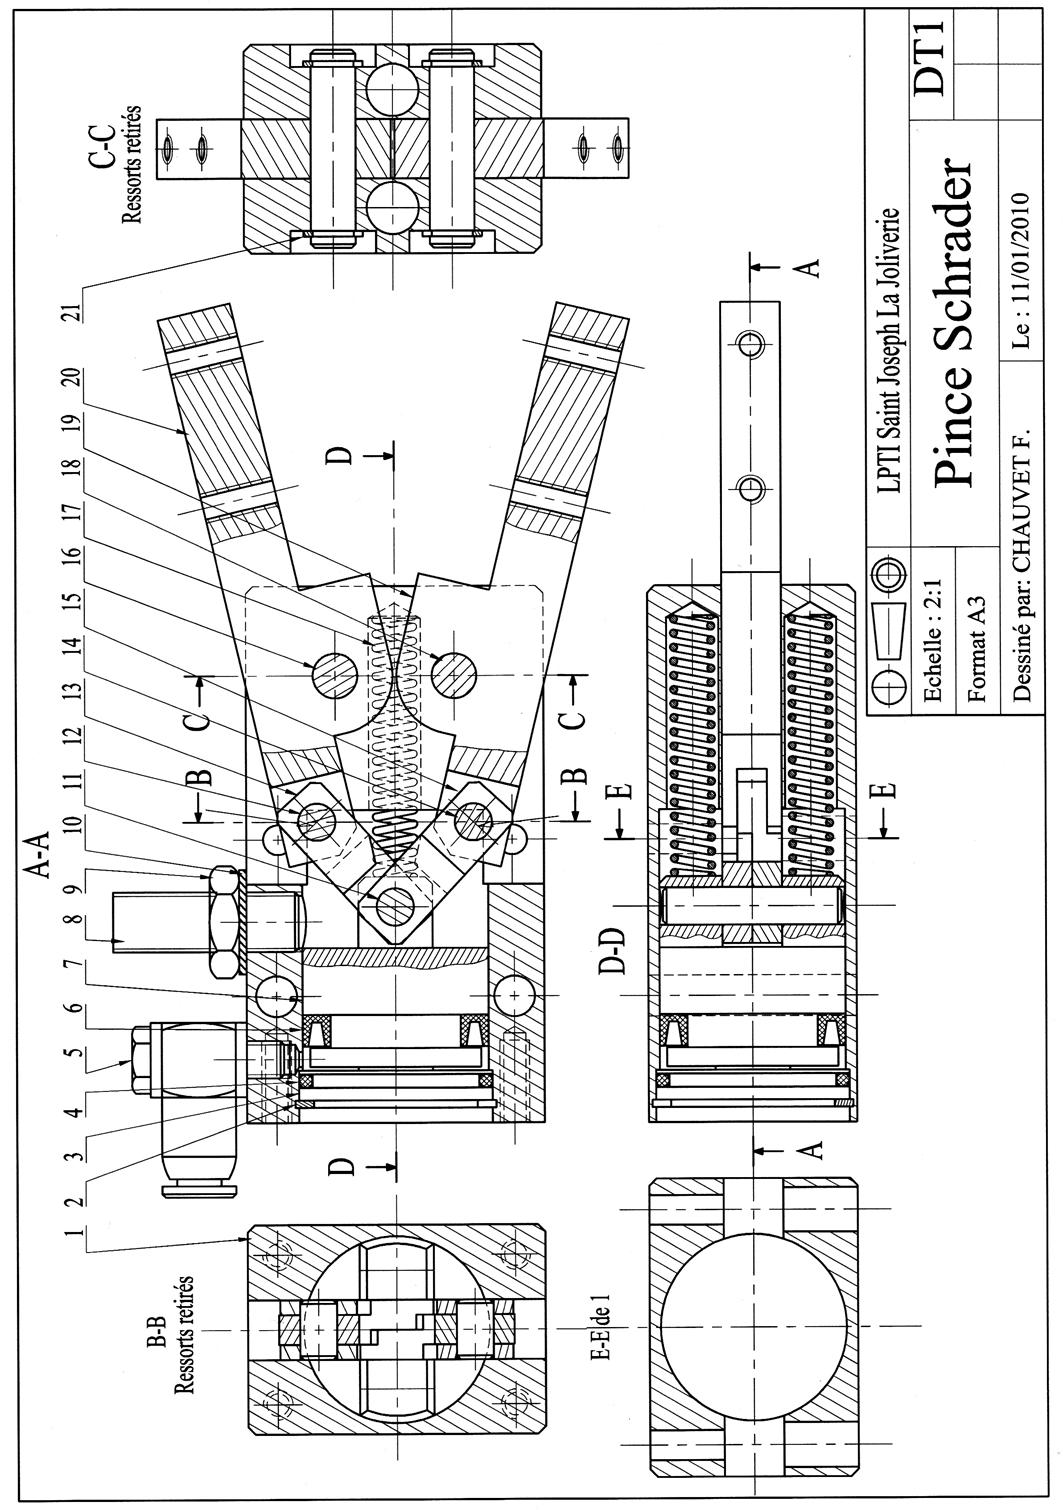 A-A
1
2
3
4
5
6
7
8
9
10
11
12
13
14
15
16
17
18
19
20
21
C-C
Ressorts retirés
B-B
Ressorts retirés
D
D
B
B
C
C
D-D
E
E
A
A
E-E de 1
LPTI Saint Joseph La Joliverie
Echelle : 2:1
Pince Schrader
DT1
Format A3
Dessiné par: CHAUVET F.
Le : 11/01/2010